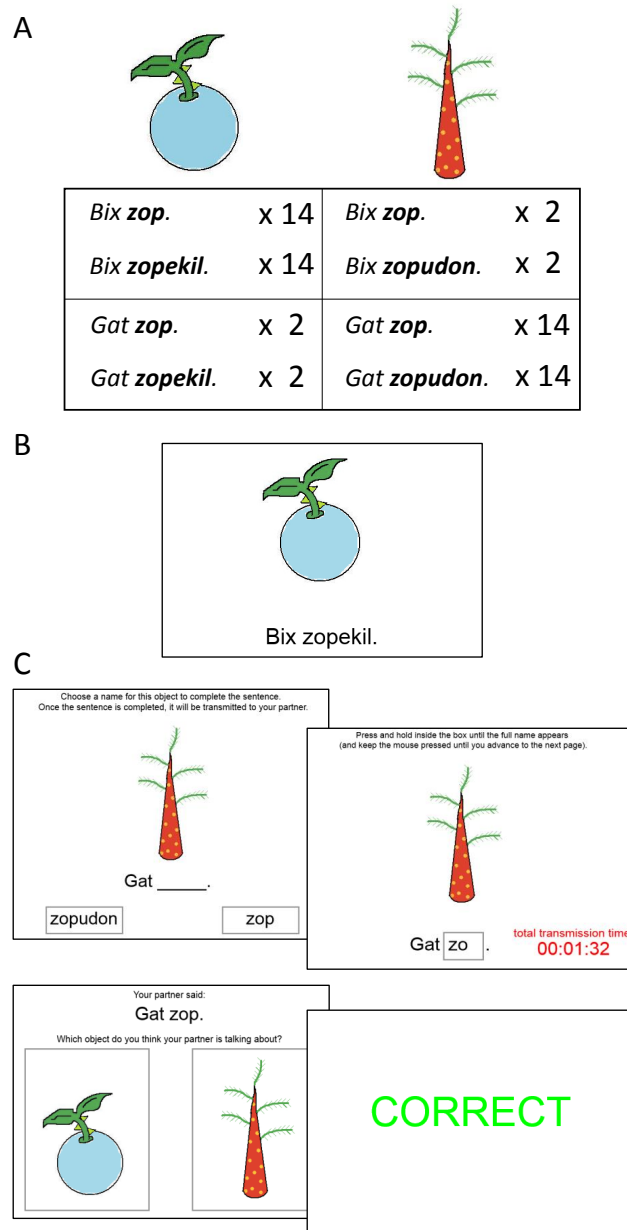 A
Bix zop. x 14 Bix zop. x 2
Bix zopekil. x 14 Bix zopudon. x 2
Gat zop. x 2 Gat zop. x 14
Gat zopekil. x 2 Gat zopudon. x 14
B
Bix zopekil.
C
Choose a name for this object to complete the sentence.
Once the sentence is completed, it will be transmitted to your partner.
Gat _____.
zopudon zop
Press and hold inside the box until the full name appears
(and keep the mouse pressed until you advance to the next page).
Gat zo .
total transmission time
00:01:32
Your partner said:
Gat zop.
Which object do you think your partner is talking about?
CORRECT